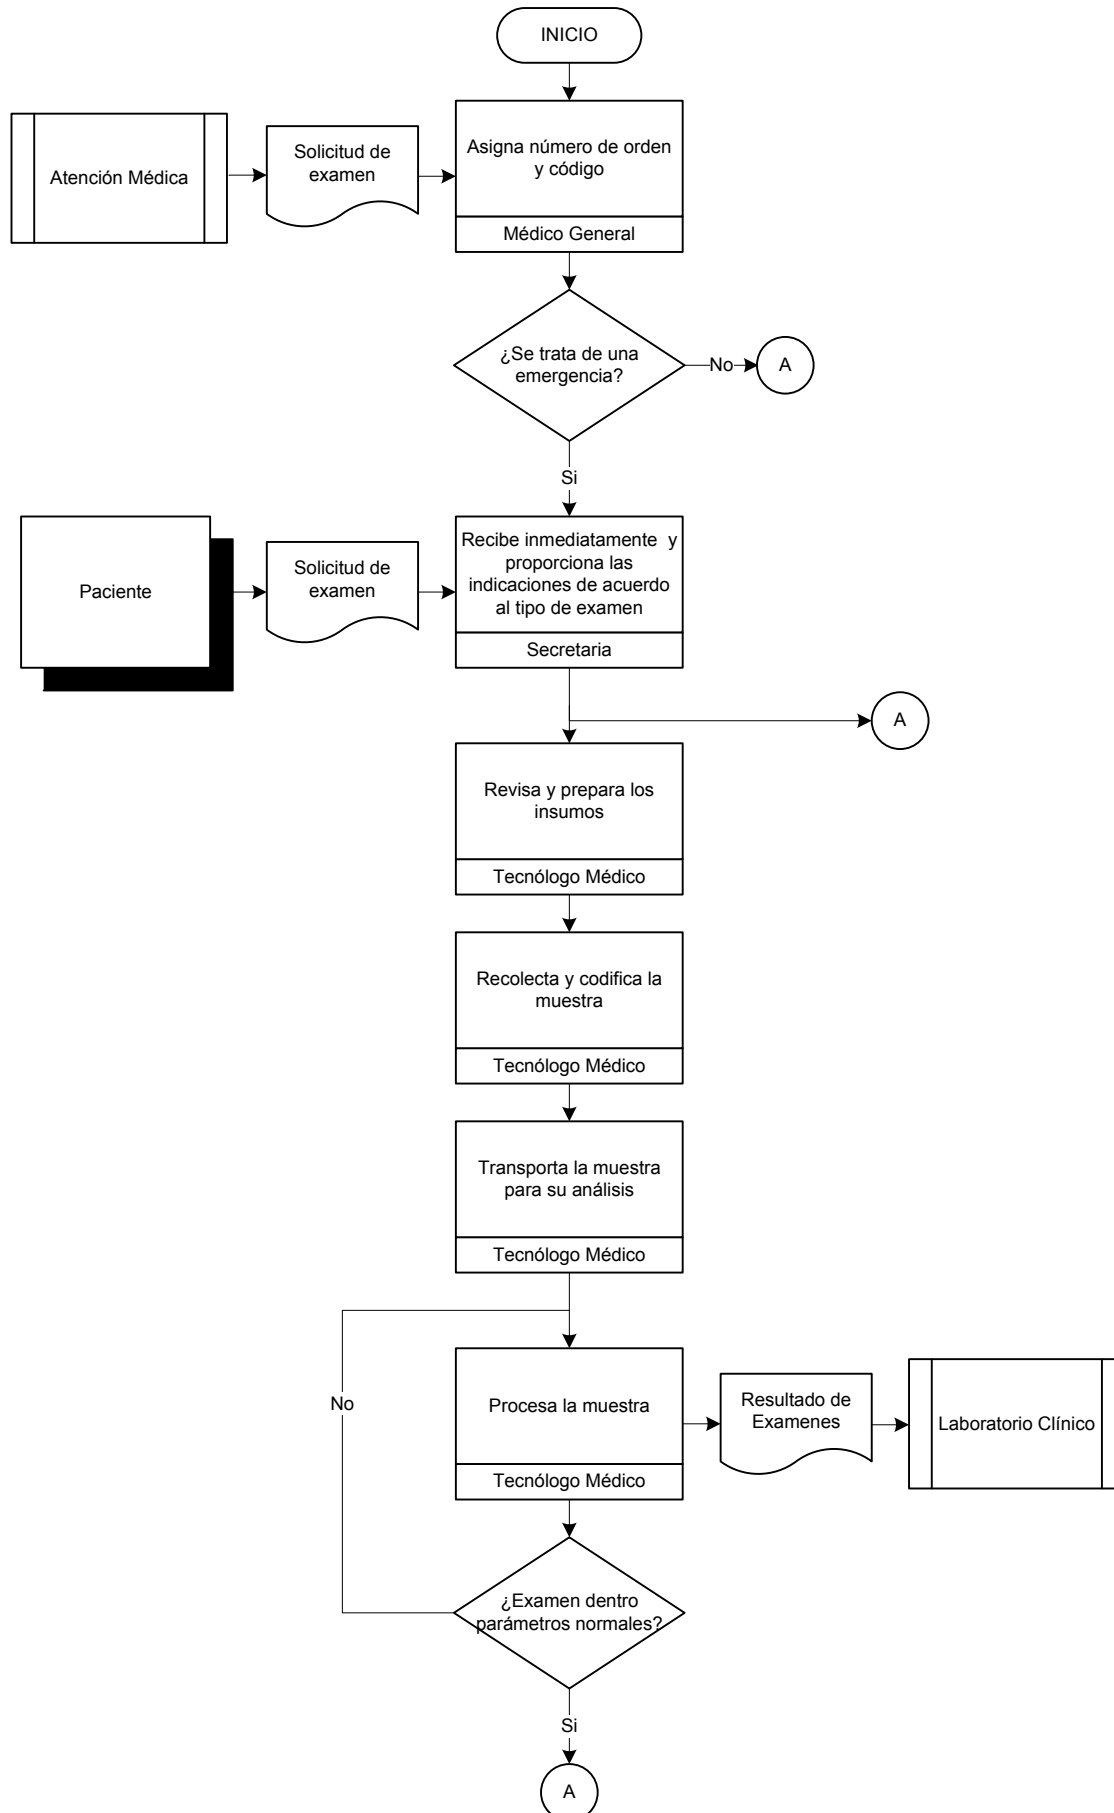 INICIO
Atención Médica
Solicitud de
examen
Asigna número de orden
y código
Médico General
¿Se trata de una
emergencia?
No
A
Si
Paciente
Solicitud de
examen
Recibe inmediatamente y
proporciona las
indicaciones de acuerdo
al tipo de examen
Secretaria
A
Revisa y prepara los
insumos
Tecnólogo Médico
Recolecta y codifica la
muestra
Tecnólogo Médico
Transporta la muestra
para su análisis
Tecnólogo Médico
No
Procesa la muestra
Tecnólogo Médico
Resultado de
Examenes
Laboratorio Clínico
¿Examen dentro
parámetros normales?
Si
A